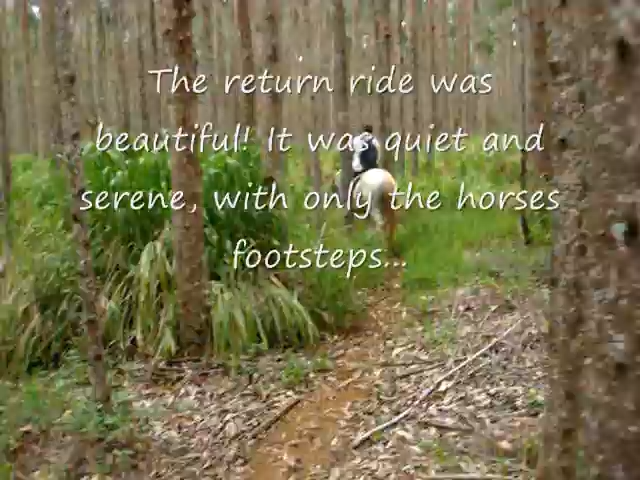 The return ride was
beautiful! It was quiet and
serene, with only the horses
footsteps...